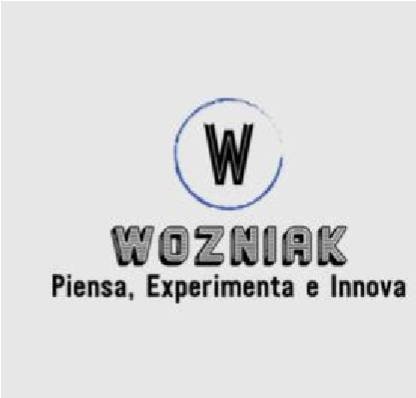 W
WOZNIAK
Piensa, Experimenta e Innova